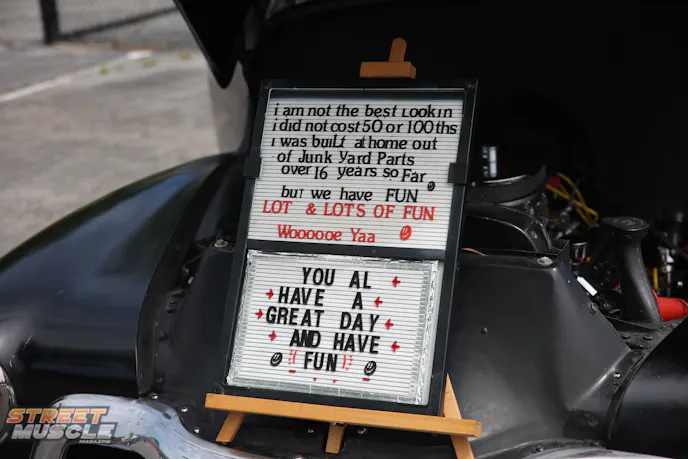 i am not the best Lookin
i did not cost 50 or 100ths
i was built at home out
of Junk Yard Parts
over 16 years so Far
but we have FUN
LOT & LOTS OF FUN
Woooooe Yaa
YOU AL
HAVE A
GREAT DAY
AND HAVE
!! FUN !!
STREET
MUSCLE
MAGAZINE